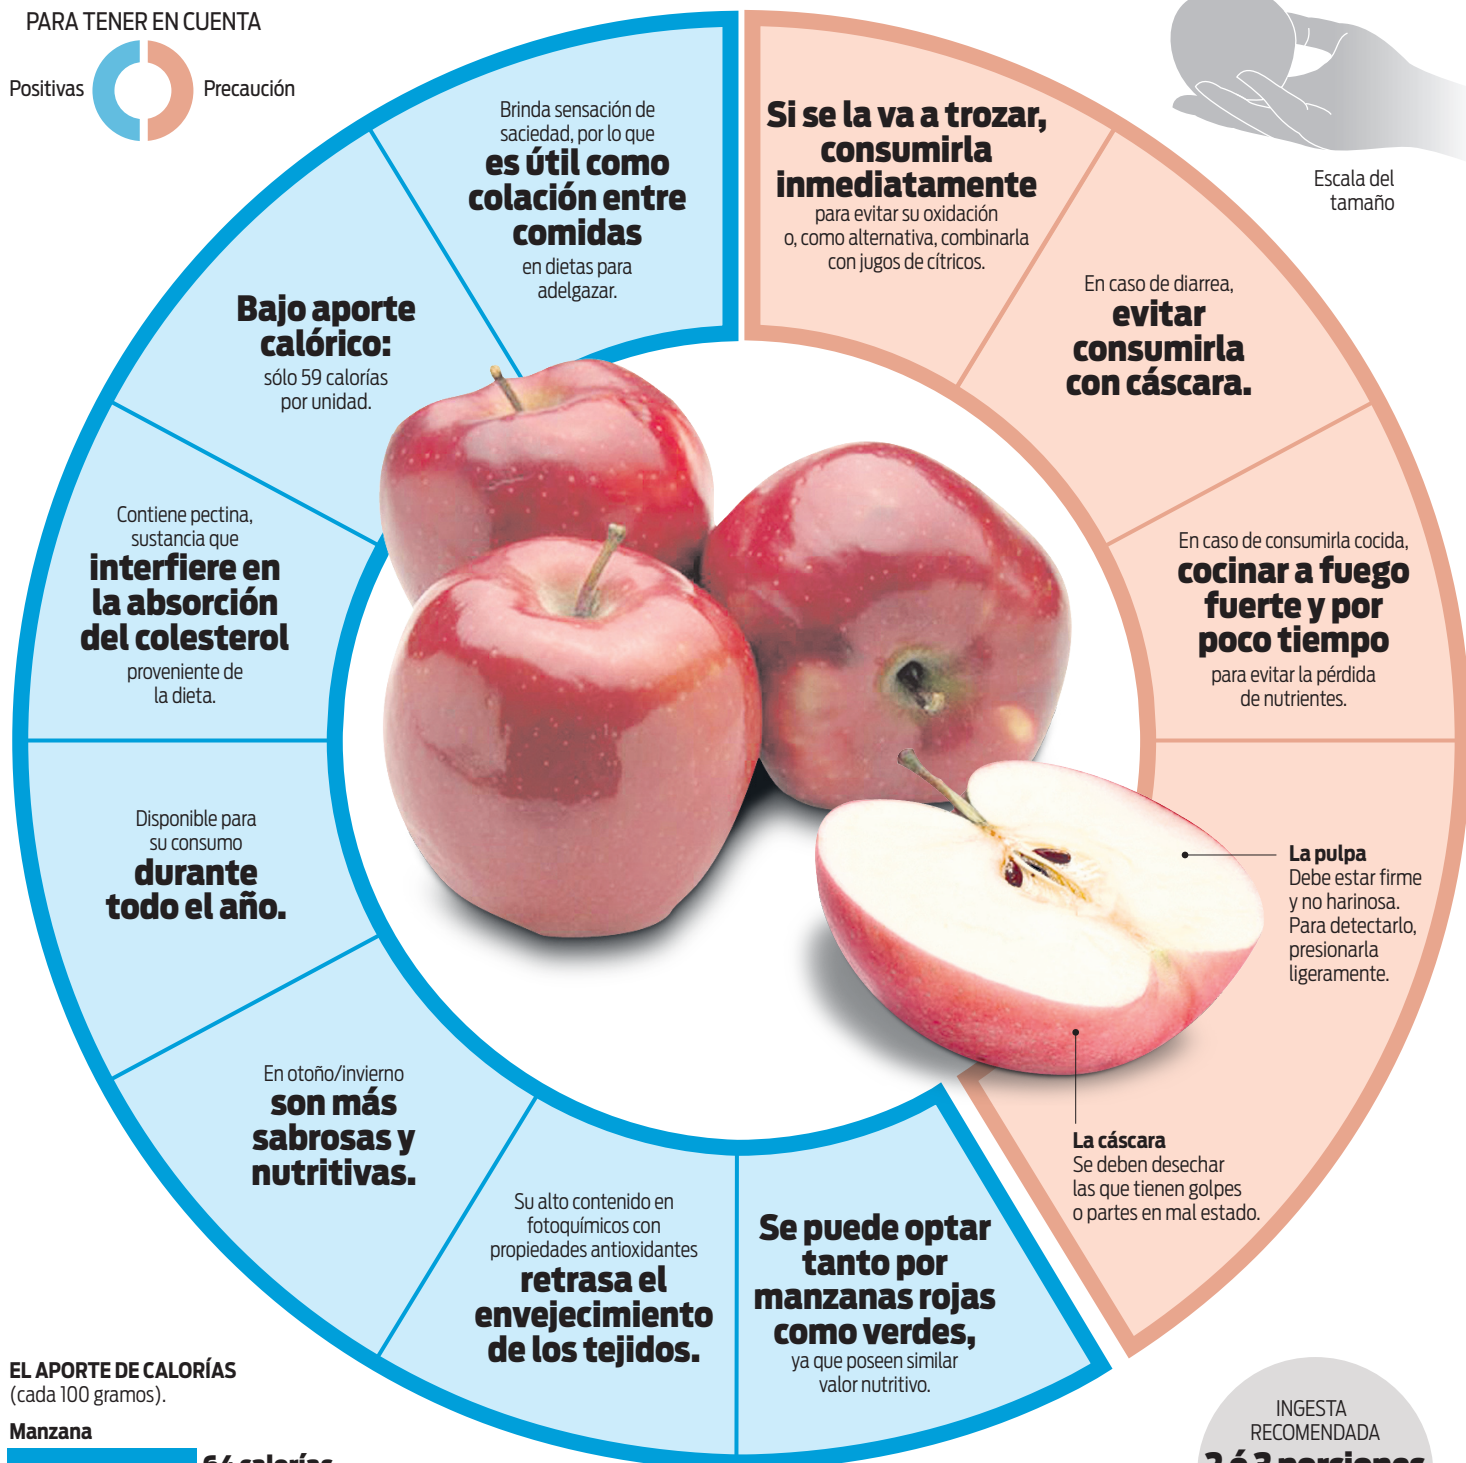 PARA TENER EN CUENTA
Positivas
Precaución
Escala del
tamaño
Brinda sensación de
saciedad, por lo que
es útil como
colación entre
comidas
en dietas para
adelgazar.
Si se la va a trozar,
consumirla
inmediatamente
para evitar su oxidación
o, como alternativa, combinarla
con jugos de cítricos.
En caso de diarrea,
evitar
consumirla
con cáscara.
Bajo aporte
calórico:
sólo 59 calorías
por unidad.
Contiene pectina,
sustancia que
interfiere en
la absorción
del colesterol
proveniente de
la dieta.
En caso de consumirla cocida,
cocinar a fuego
fuerte y por
poco tiempo
para evitar la pérdida
de nutrientes.
Disponible para
su consumo
durante
todo el año.
La pulpa
Debe estar firme
y no harinosa.
Para detectarlo,
presionarla
ligeramente.
En otoño/invierno
son más
sabrosas y
nutritivas.
La cáscara
Se deben desechar
las que tienen golpes
o partes en mal estado.
Su alto contenido en
fotoquímicos con
propiedades antioxidantes
retrasa el
envejecimiento
de los tejidos.
Se puede optar
tanto por
manzanas rojas
como verdes,
ya que poseen similar
valor nutritivo.
EL APORTE DE CALORÍAS
(cada 100 gramos).
Manzana
64 calorías
INGESTA
RECOMENDADA
2 ó 3 porciones